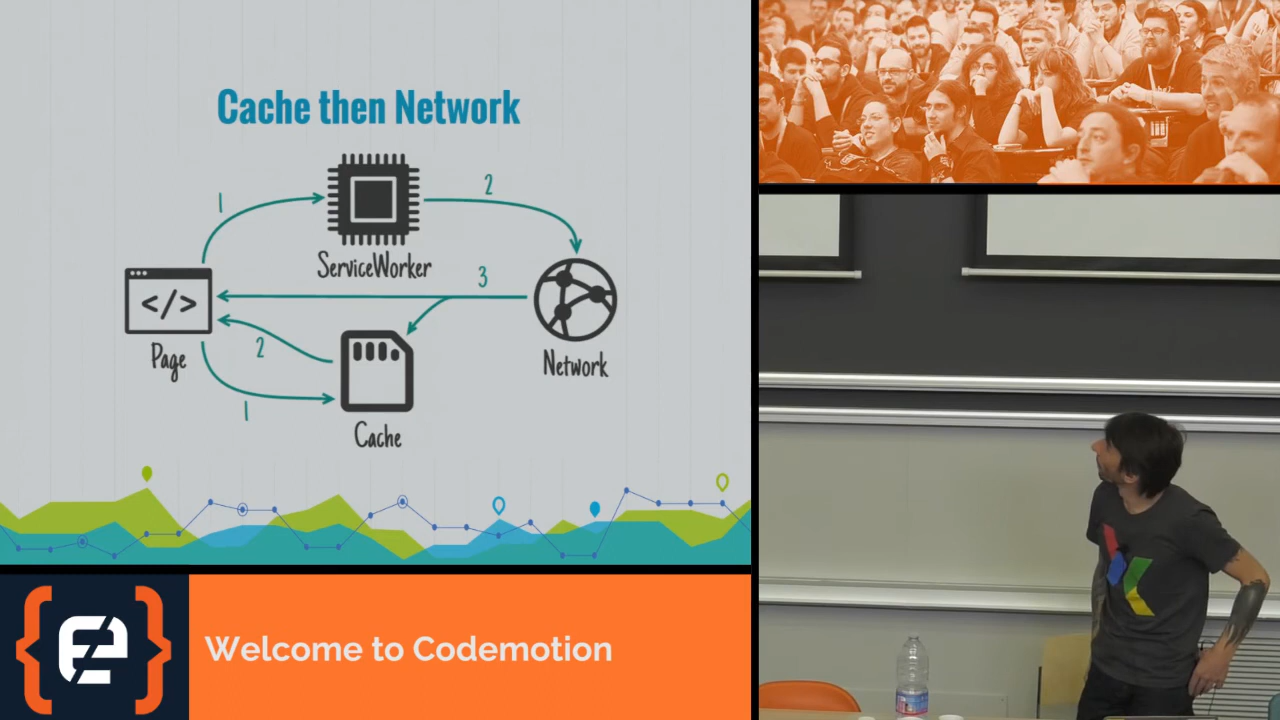 Cache then Network
1
2
ServiceWorker
3
Page
2
Network
1
Cache
Welcome to Codemotion